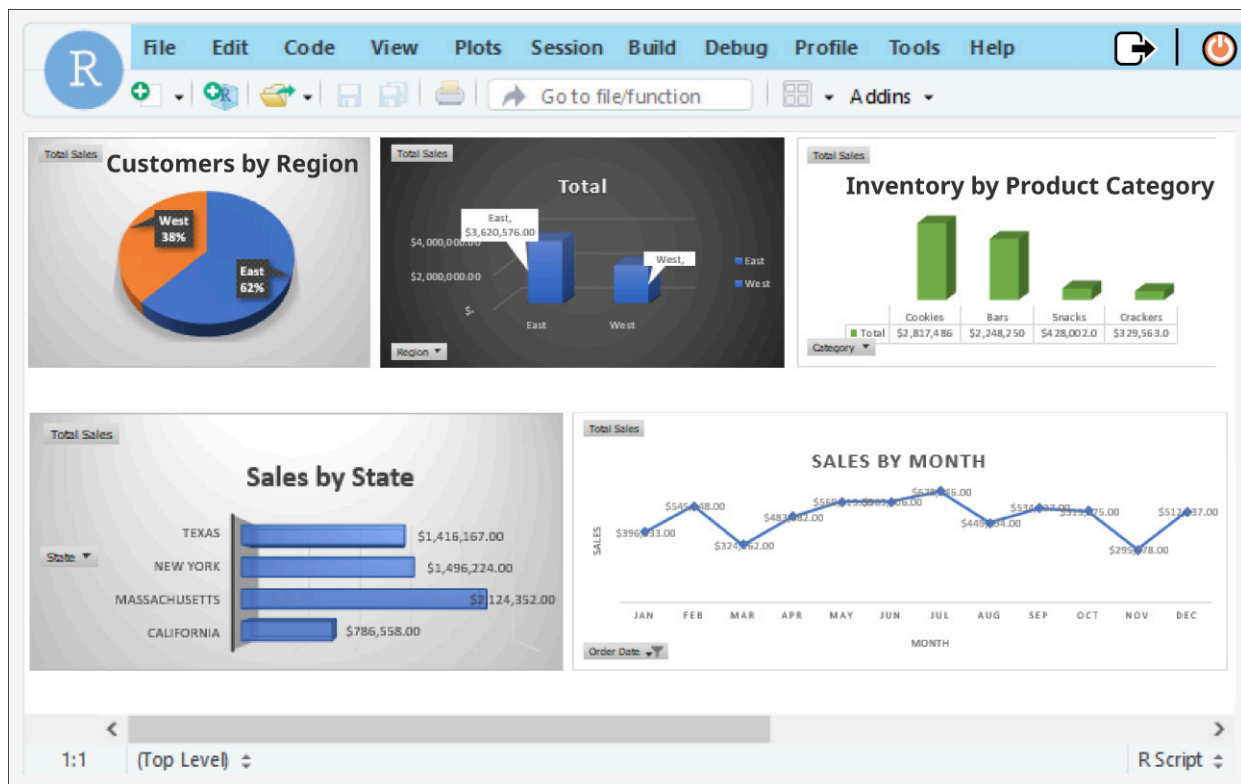 File Edit Code View Plots Session Build Debug Profile Tools Help
R
R
Go to file/function
Addins
Total Sales
Customers by Region
West
38%
East
62%
Total Sales
Total
East,
$3,620,576.00
West,
$4,000,000.00
$2,000,000.00
$-
East
West
East
West
Region
Total Sales
Inventory by Product Category
Cookies Bars Snacks Crackers
Total $2,817,486 $2,248,250 $428,002.0 $329,563.0
Category
Total Sales
Sales by State
TEXAS $1,416,167.00
NEW YORK $1,496,224.00
MASSACHUSETTS $2,124,352.00
CALIFORNIA $786,558.00
State
Total Sales
SALES BY MONTH
SALES
JAN FEB MAR APR MAY JUN JUL AUG SEP OCT NOV DEC
MONTH
Order Date
1:1 (Top Level) R Script